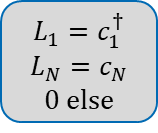 L₁ = c₁†
L_N = c_N
0 else